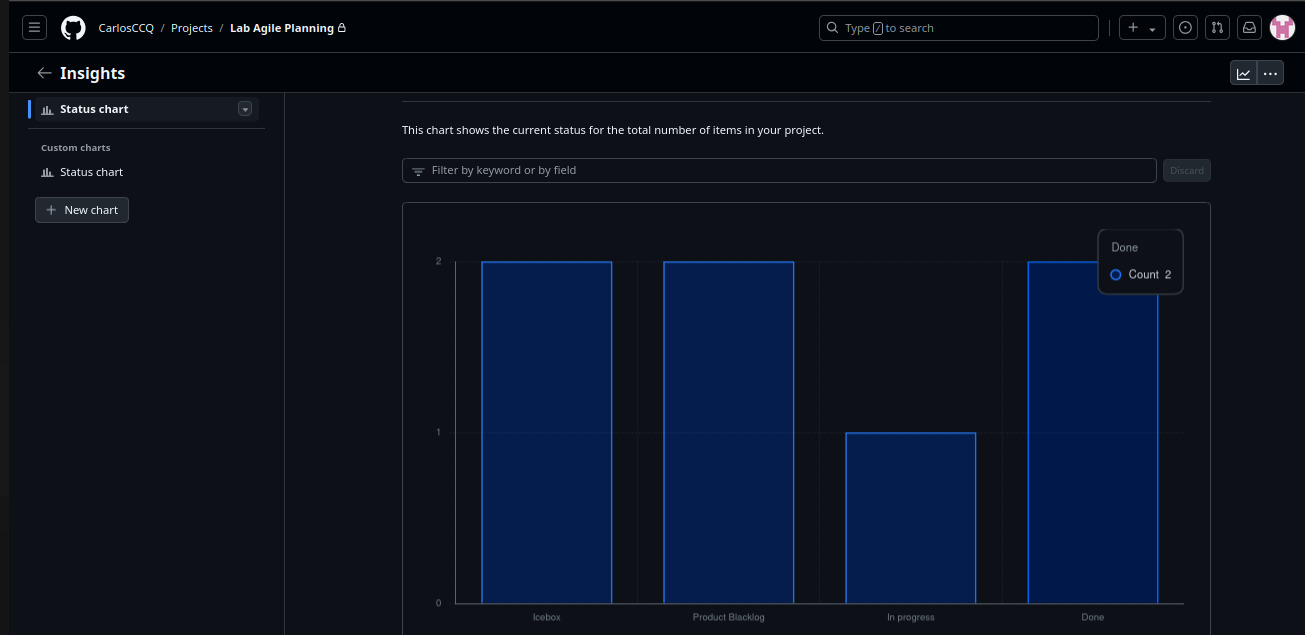 CarlosCCQ / Projects / Lab Agile Planning
Type / to search
Insights
Status chart
Custom charts
Status chart
New chart
This chart shows the current status for the total number of items in your project.
Filter by keyword or by field
Discard
Done
Count 2
2
1
0
Icebox
Product Blacklog
In progress
Done